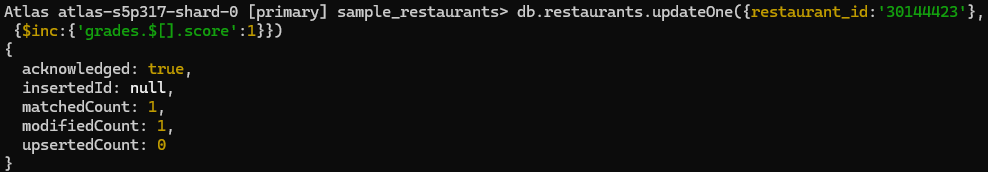 Atlas atlas-s5p317-shard-0 [primary] sample_restaurants> db.restaurants.updateOne({restaurant_id:'30144423'},
{$inc:{'grades.$[].score':1}})
{
  acknowledged: true,
  insertedId: null,
  matchedCount: 1,
  modifiedCount: 1,
  upsertedCount: 0
}